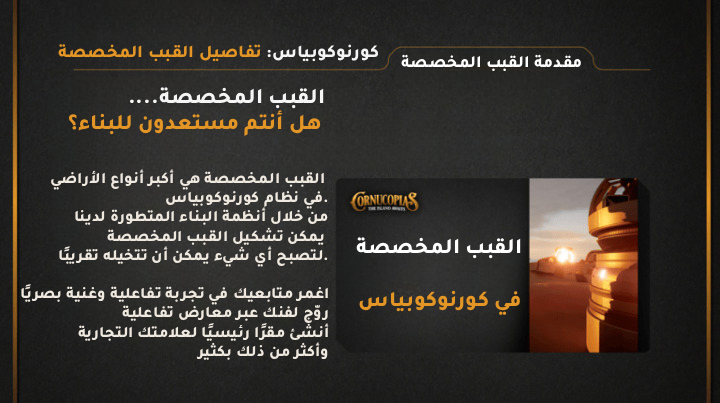 مقدمة القبب المخصصة
كورنوكوبياس: تفاصيل القبب المخصصة
القبب المخصصة....
هل أنتم مستعدون للبناء؟
القبب المخصصة هي أكبر أنواع الأراضي
.في نظام كورنوكوبياس
من خلال أنظمة البناء المتطورة لدينا
يمكن تشكيل القبب المخصصة
.لتصبح أي شيء يمكن أن تتخيله تقريبًا
اغمر متابعيك في تجربة تفاعلية وغنية بصريًا
روّج لفنك عبر معارض تفاعلية
أنشئ مقرًا رئيسيًا لعلامتك التجارية
وأكثر من ذلك بكثير
CORNUCOPIAS
THE ISLAND HOMES
القبب المخصصة
في كورنوكوبياس